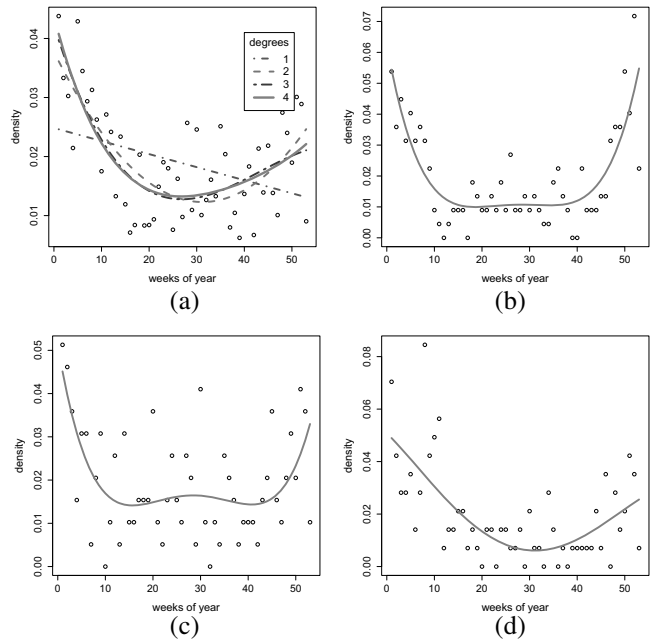 degrees
1
2
3
4
density
0.01 0.02 0.03 0.04
0 10 20 30 40 50
weeks of year
(a)
density
0.00 0.01 0.02 0.03 0.04 0.05 0.06 0.07
0 10 20 30 40 50
weeks of year
(b)
density
0.00 0.01 0.02 0.03 0.04 0.05
0 10 20 30 40 50
weeks of year
(c)
density
0.00 0.02 0.04 0.06 0.08
0 10 20 30 40 50
weeks of year
(d)